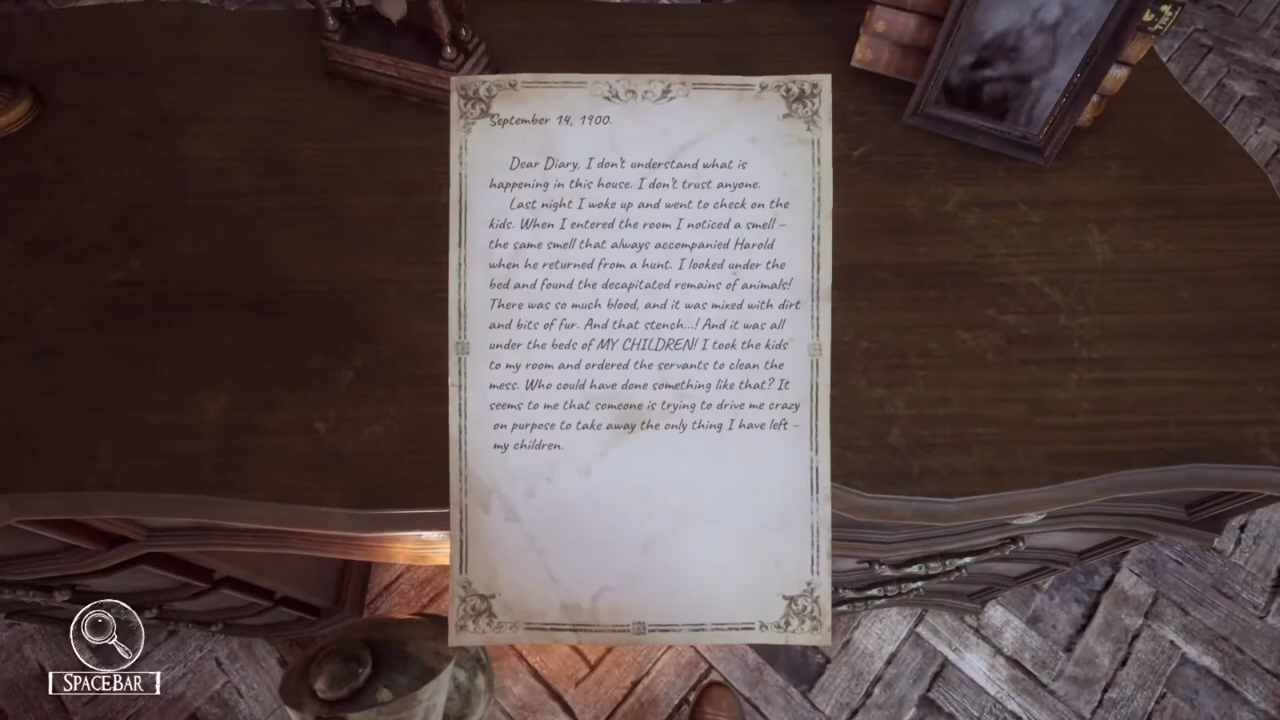 September 14, 1900.
Dear Diary, I don't understand what is
happening in this house. I don't trust anyone.
Last night I woke up and went to check on the
kids. When I entered the room I noticed a smell –
the same smell that always accompanied Harold
when he returned from a hunt. I looked under the
bed and found the decapitated remains of animals!
There was so much blood, and it was mixed with dirt
and bits of fur. And that stench...! And it was all
under the beds of MY CHILDREN! I took the kids
to my room and ordered the servants to clean the
mess. Who could have done something like that? It
seems to me that someone is trying to drive me crazy
on purpose to take away the only thing I have left –
my children.
SPACEBAR